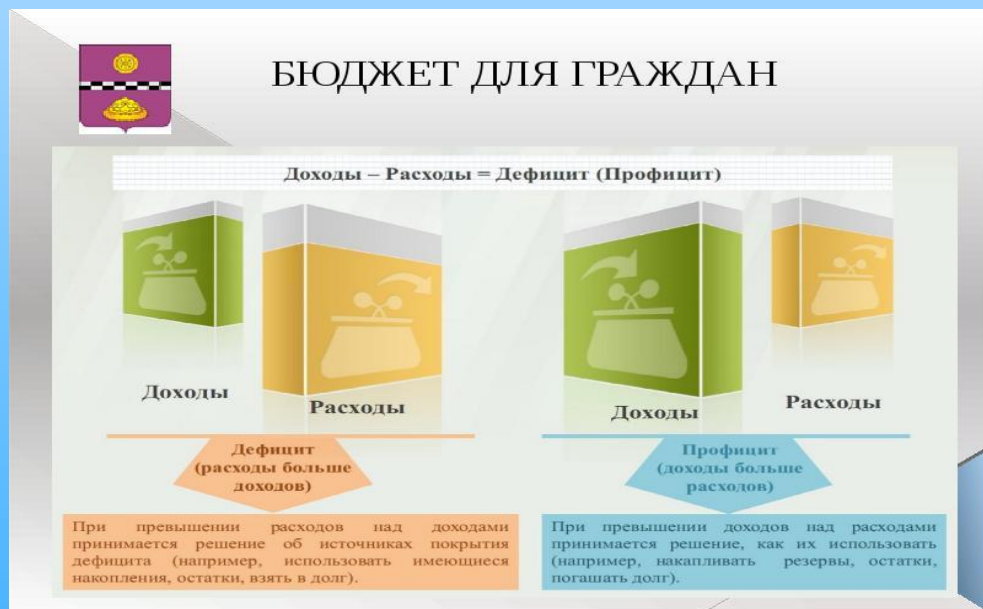 БЮДЖЕТ ДЛЯ ГРАЖДАН
Доходы – Расходы = Дефицит (Профицит)
Доходы
Расходы
Доходы
Расходы
Дефицит
(расходы больше
доходов)
Профицит
(доходы больше
расходов)
При превышении расходов над доходами
принимается решение об источниках покрытия
дефицита (например, использовать имеющиеся
накопления, остатки, взять в долг).
При превышении доходов над расходами
принимается решение, как их использовать
(например, накапливать резервы, остатки,
погашать долг).